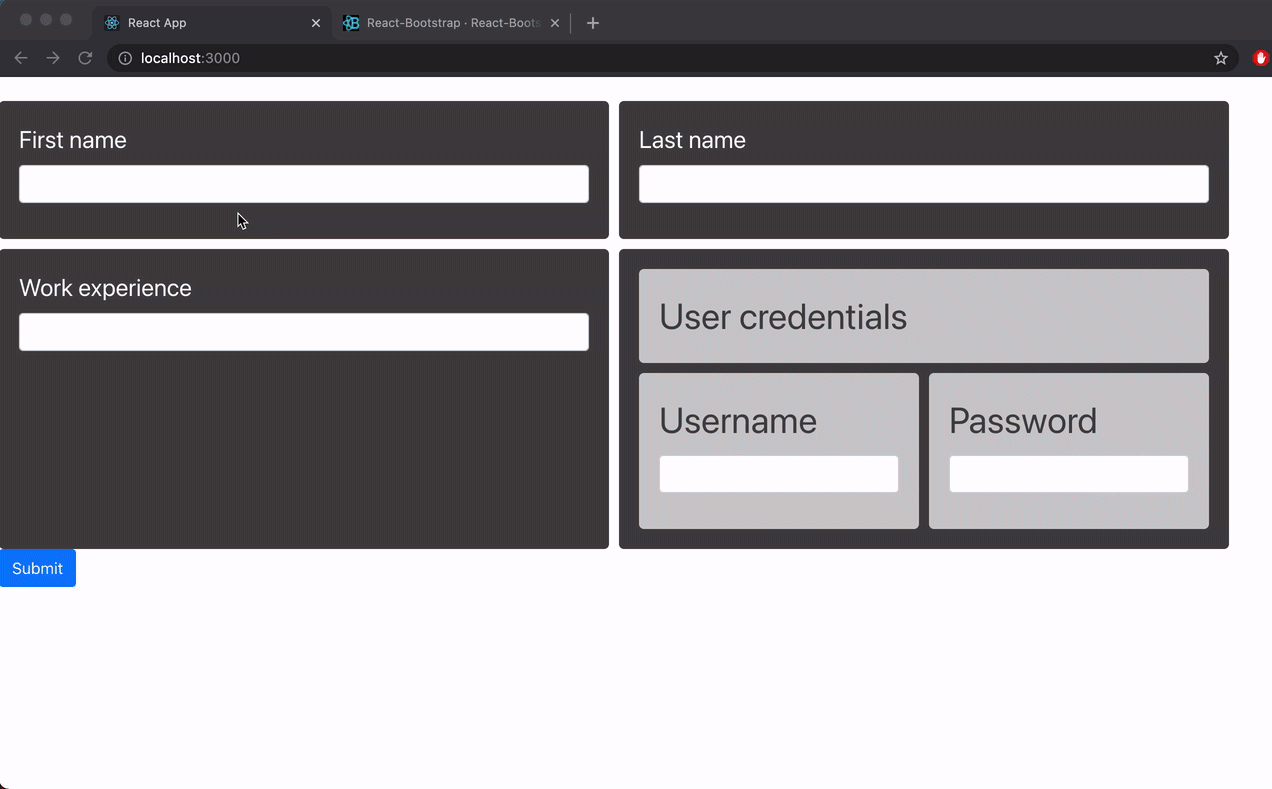 React App
React-Bootstrap · React-Boots
localhost:3000
First name
Last name
Work experience
User credentials
Username
Password
Submit